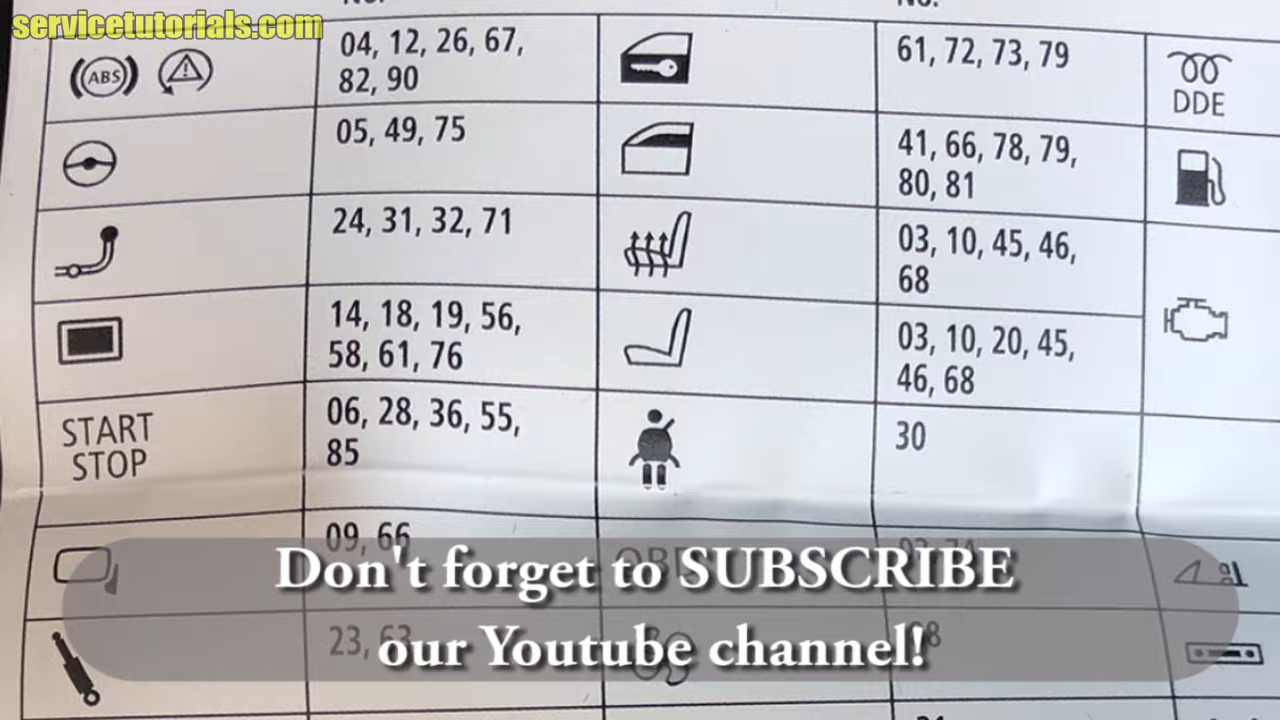 servicetutorials.com
ABS
04, 12, 26, 67,
82, 90
61, 72, 73, 79
DDE
05, 49, 75
41, 66, 78, 79,
80, 81
24, 31, 32, 71
03, 10, 45, 46,
68
14, 18, 19, 56,
58, 61, 76
03, 10, 20, 45,
46, 68
START
STOP
06, 28, 36, 55,
85
30
09, 66
Don't forget to SUBSCRIBE
23, 63
our Youtube channel!